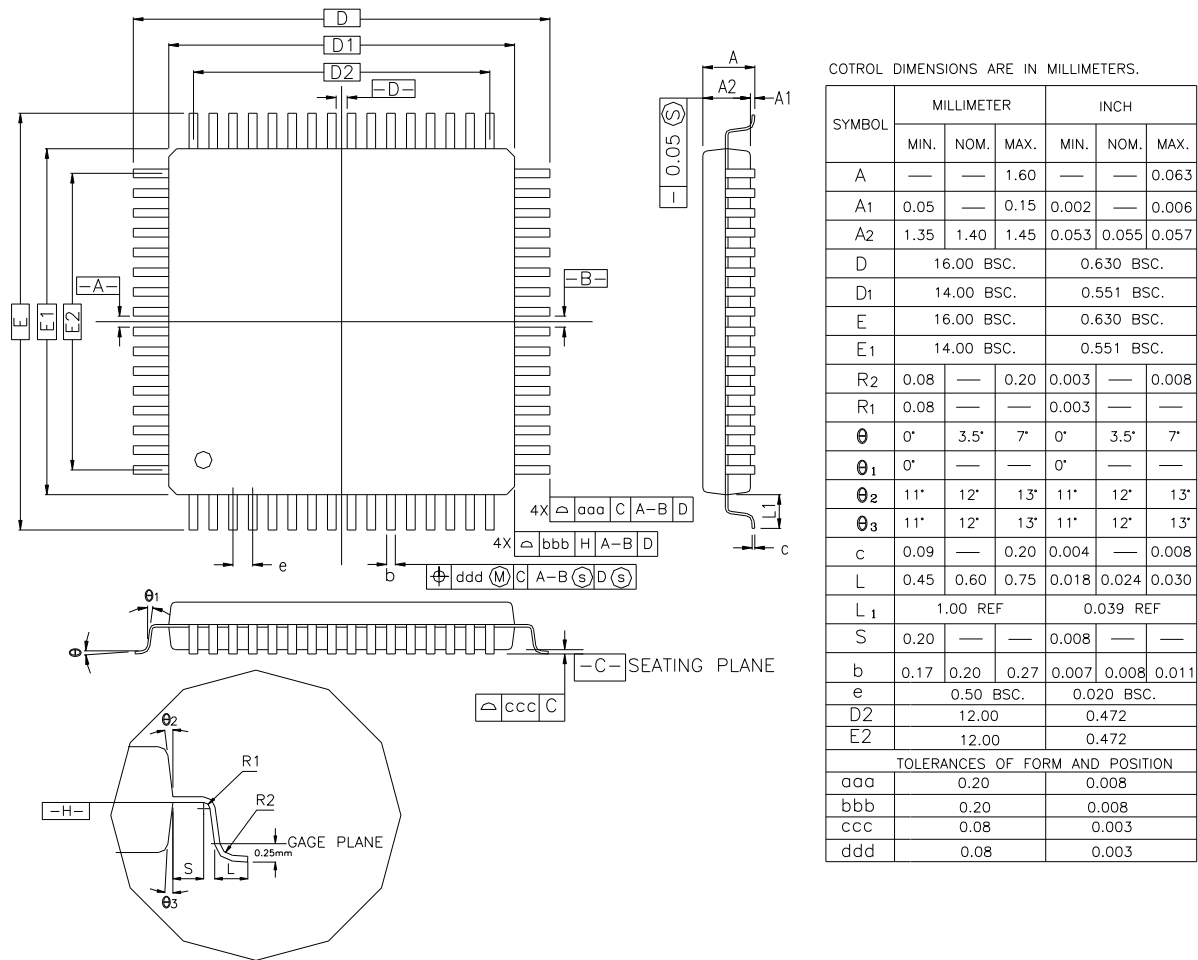 D
D1
D2
-D-
E
E1
E2
-A-
-B-
4X ⌓ aaa C A-B D
4X ⌓ bbb H A-B D
⌖ ddd Ⓜ C A-B Ⓢ D Ⓢ
e
b
A
A2
A1
- 0.05 Ⓢ
L1
c
θ1
θ
-C- SEATING PLANE
⌓ ccc C
θ2
R1
R2
-H-
GAGE PLANE
0.25mm
S
L
θ3
COTROL DIMENSIONS ARE IN MILLIMETERS.
SYMBOL MILLIMETER INCH
MIN. NOM. MAX. MIN. NOM. MAX.
A — — 1.60 — — 0.063
A1 0.05 — 0.15 0.002 — 0.006
A2 1.35 1.40 1.45 0.053 0.055 0.057
D 16.00 BSC. 0.630 BSC.
D1 14.00 BSC. 0.551 BSC.
E 16.00 BSC. 0.630 BSC.
E1 14.00 BSC. 0.551 BSC.
R2 0.08 — 0.20 0.003 — 0.008
R1 0.08 — — 0.003 — —
θ 0° 3.5° 7° 0° 3.5° 7°
θ1 0° — — 0° — —
θ2 11° 12° 13° 11° 12° 13°
θ3 11° 12° 13° 11° 12° 13°
c 0.09 — 0.20 0.004 — 0.008
L 0.45 0.60 0.75 0.018 0.024 0.030
L1 1.00 REF 0.039 REF
S 0.20 — — 0.008 — —
b 0.17 0.20 0.27 0.007 0.008 0.011
e 0.50 BSC. 0.020 BSC.
D2 12.00 0.472
E2 12.00 0.472
TOLERANCES OF FORM AND POSITION
aaa 0.20 0.008
bbb 0.20 0.008
ccc 0.08 0.003
ddd 0.08 0.003